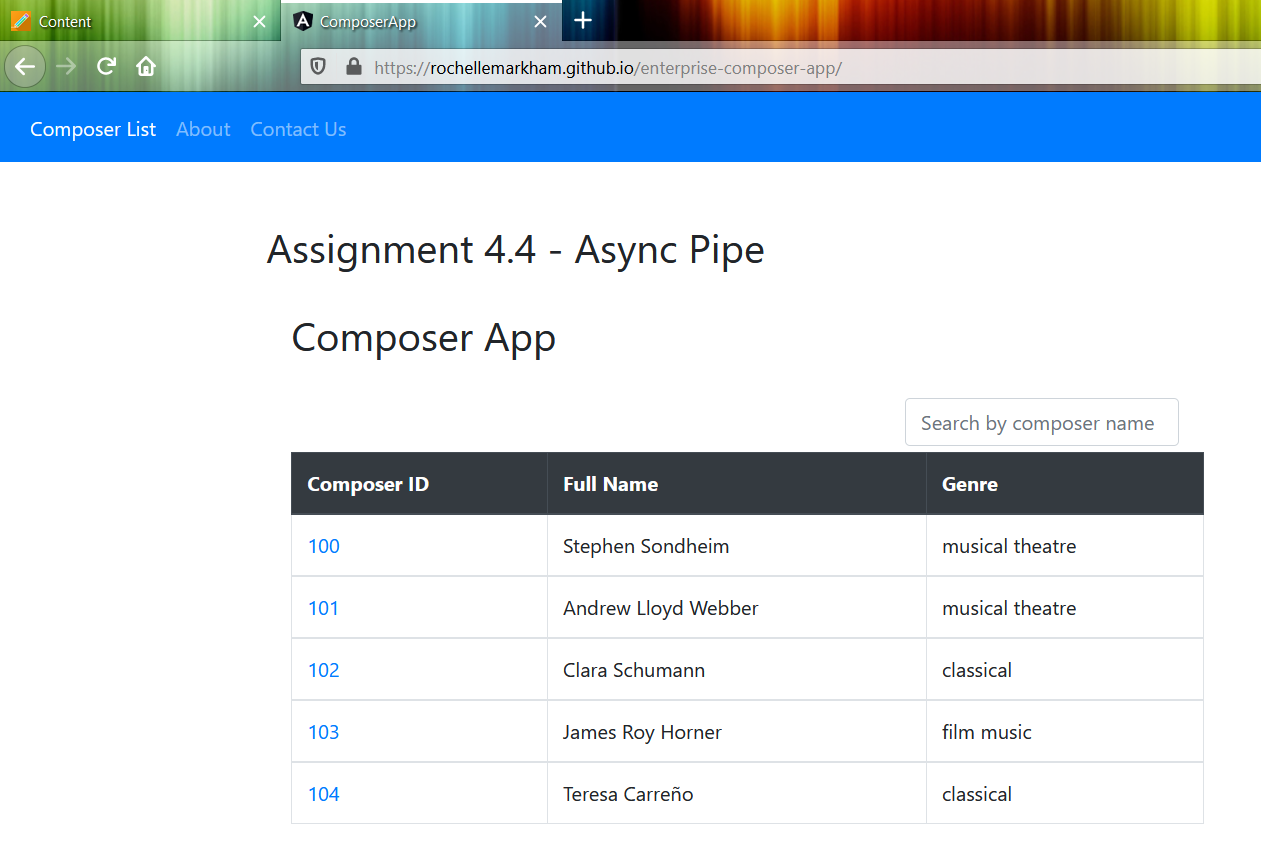 Content
ComposerApp
https://rochellemarkham.github.io/enterprise-composer-app/
Composer List About Contact Us
Assignment 4.4 - Async Pipe
Composer App
Search by composer name
Composer ID Full Name Genre
100 Stephen Sondheim musical theatre
101 Andrew Lloyd Webber musical theatre
102 Clara Schumann classical
103 James Roy Horner film music
104 Teresa Carreño classical